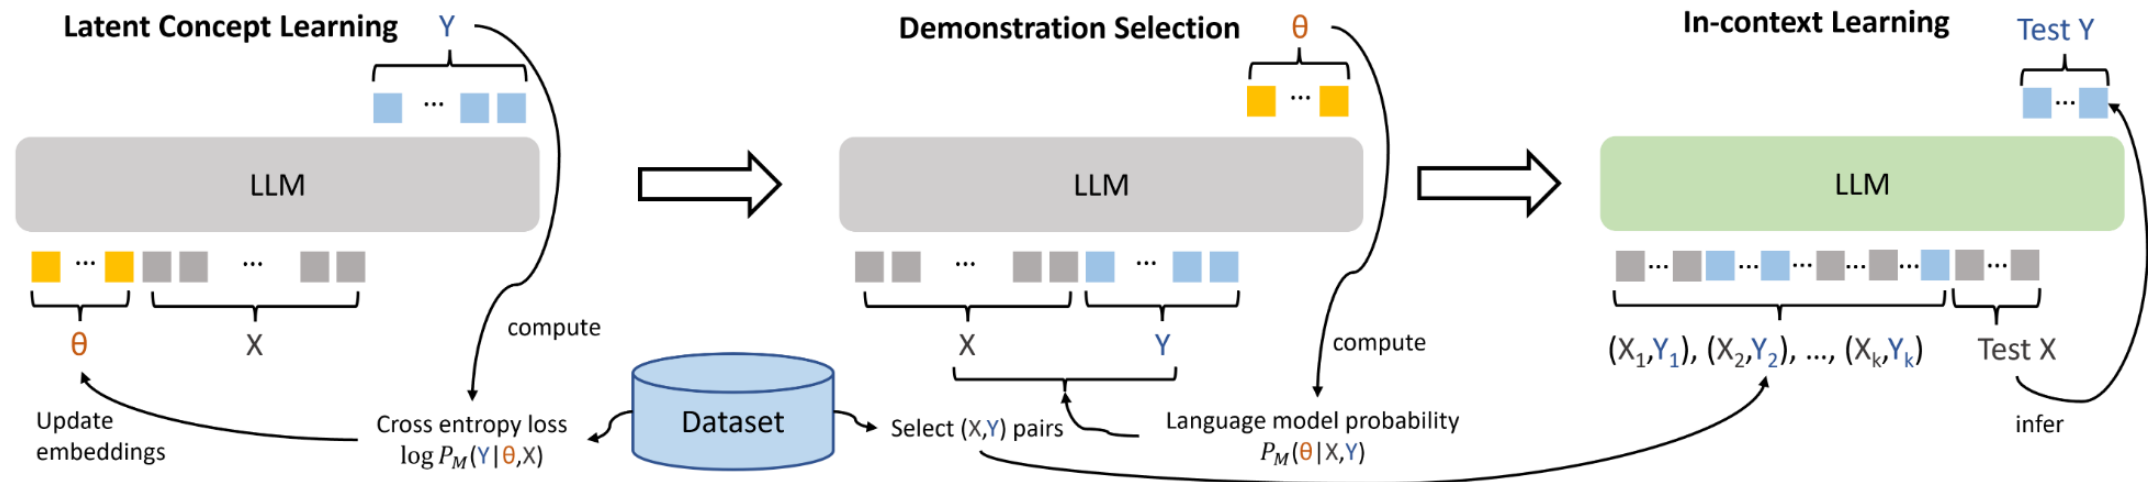 Latent Concept Learning
Y
...
LLM
...
...
θ
X
compute
Update
embeddings
Cross entropy loss
log P_M(Y|θ,X)
Dataset
Demonstration Selection
θ
...
LLM
...
...
X
Y
compute
Select (X,Y) pairs
Language model probability
P_M(θ|X,Y)
In-context Learning
Test Y
...
LLM
... ... ... ... ... ...
(X₁,Y₁), (X₂,Y₂), ..., (Xₖ,Yₖ)
Test X
infer